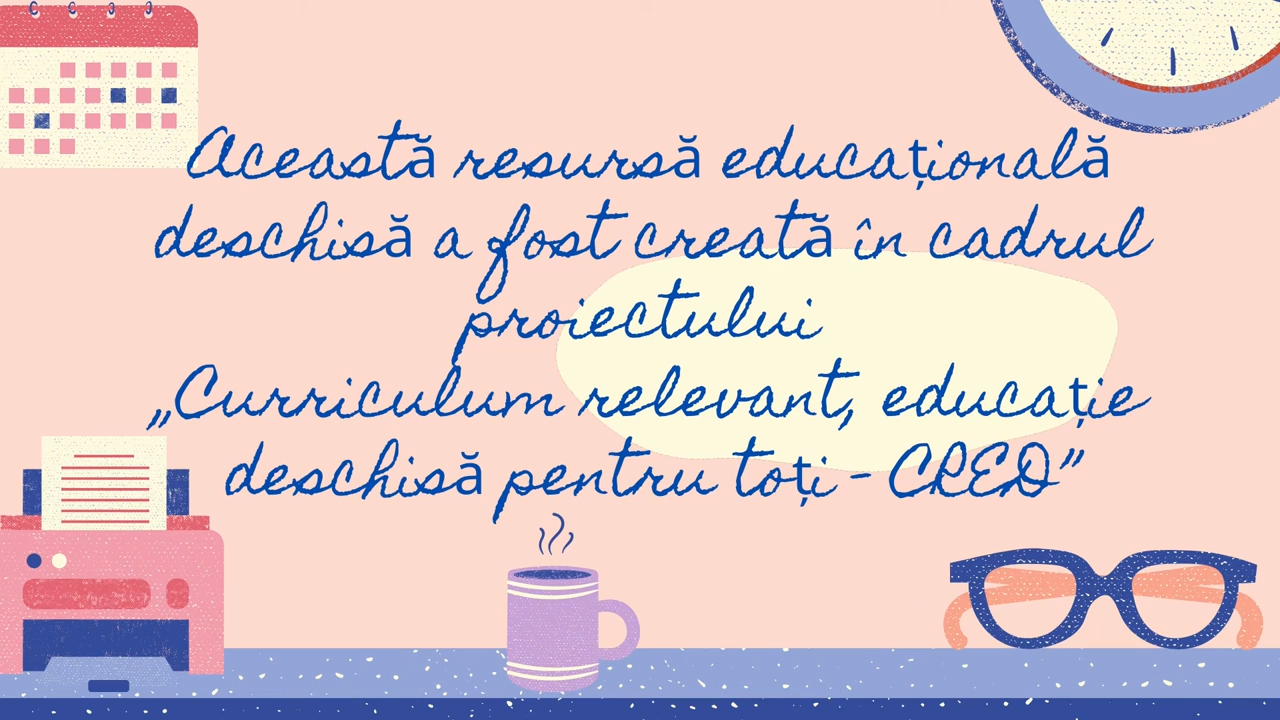 Această resursă educațională
deschisă a fost creată în cadrul
proiectului
„Curriculum relevant, educație
deschisă pentru toți - CRED”